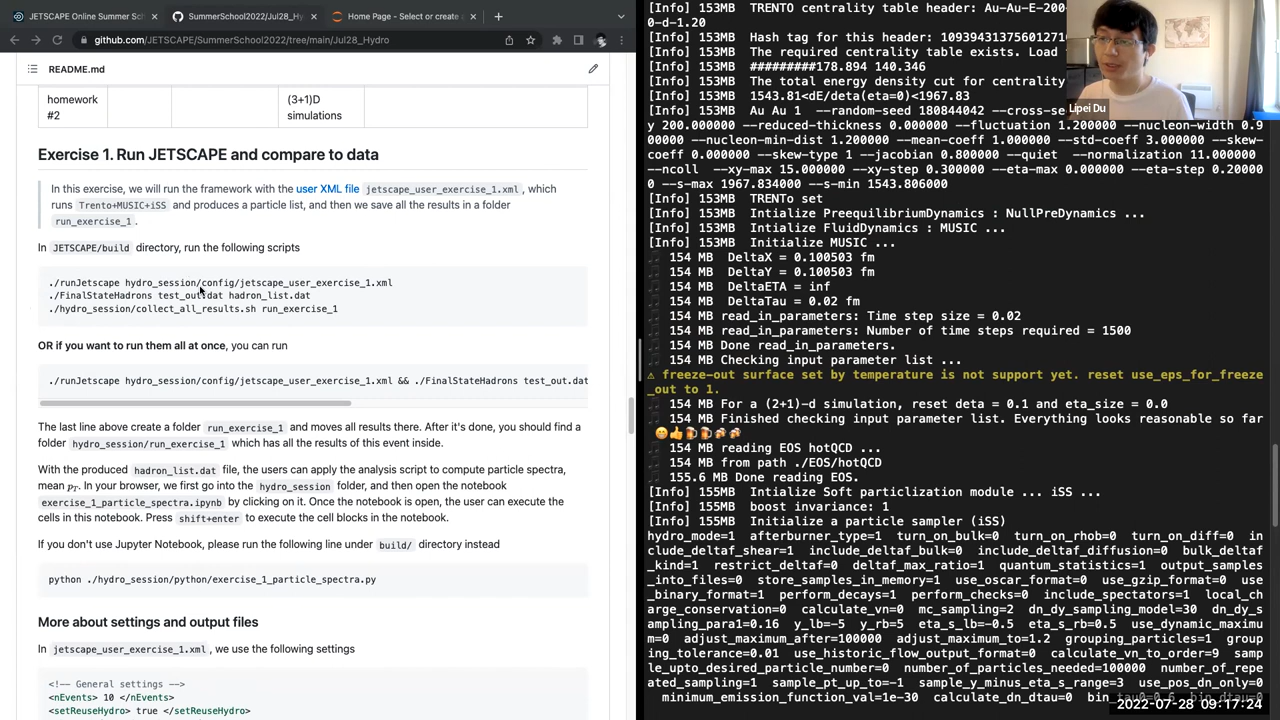 JETSCAPE Online Summer Sch
SummerSchool2022/Jul28_Hy
Home Page - Select or create a
github.com/JETSCAPE/SummerSchool2022/tree/main/Jul28_Hydro
README.md
homework
#2
(3+1)D
simulations
Exercise 1. Run JETSCAPE and compare to data
In this exercise, we will run the framework with the user XML file jetscape_user_exercise_1.xml, which
runs Trento+MUSIC+iSS and produces a particle list, and then we save all the results in a folder
run_exercise_1.
In JETSCAPE/build directory, run the following scripts
./runJetscape hydro_session/config/jetscape_user_exercise_1.xml
./FinalStateHadrons test_out.dat hadron_list.dat
./hydro_session/collect_all_results.sh run_exercise_1
OR if you want to run them all at once, you can run
./runJetscape hydro_session/config/jetscape_user_exercise_1.xml && ./FinalStateHadrons test_out.dat
The last line above create a folder run_exercise_1 and moves all results there. After it's done, you should find a
folder hydro_session/run_exercise_1 which has all the results of this event inside.
With the produced hadron_list.dat file, the users can apply the analysis script to compute particle spectra,
mean pT. In your browser, we first go into the hydro_session folder, and then open the notebook
exercise_1_particle_spectra.ipynb by clicking on it. Once the notebook is open, the user can execute the
cells in this notebook. Press shift+enter to execute the cell blocks in the notebook.
If you don't use Jupyter Notebook, please run the following line under build/ directory instead
python ./hydro_session/python/exercise_1_particle_spectra.py
More about settings and output files
In jetscape_user_exercise_1.xml, we use the following settings
<!-- General settings -->
<nEvents> 10 </nEvents>
<setReuseHydro> true </setReuseHydro>
[Info] 153MB  TRENTO centrality table header: Au-Au-E-200
0-d-1.20
[Info] 153MB  Hash tag for this header: 10939431375601271
[Info] 153MB  The required centrality table exists. Load
[Info] 153MB  #########178.894 140.346
[Info] 153MB  The total energy density cut for centrality
[Info] 153MB  1543.81<dE/deta(eta=0)<1967.83
[Info] 153MB  Au Au 1  --random-seed 180844042 --cross-se
y 200.000000 --reduced-thickness 0.000000 --fluctuation 1.200000 --nucleon-width 0.9
00000 --nucleon-min-dist 1.200000 --mean-coeff 1.000000 --std-coeff 3.000000 --skew-
coeff 0.000000 --skew-type 1 --jacobian 0.800000 --quiet  --normalization 11.000000
--ncoll  --xy-max 15.000000 --xy-step 0.300000 --eta-max 0.000000 --eta-step 0.20000
0 --s-max 1967.834000 --s-min 1543.806000
[Info] 153MB  TRENTo set
[Info] 153MB  Intialize PreequilibriumDynamics : NullPreDynamics ...
[Info] 153MB  Intialize FluidDynamics : MUSIC ...
[Info] 153MB  Initialize MUSIC ...
154 MB  DeltaX = 0.100503 fm
154 MB  DeltaY = 0.100503 fm
154 MB  DeltaETA = inf
154 MB  DeltaTau = 0.02 fm
154 MB read_in_parameters: Time step size = 0.02
154 MB read_in_parameters: Number of time steps required = 1500
154 MB Done read_in_parameters.
154 MB Checking input parameter list ...
⚠ freeze-out surface set by temperature is not support yet. reset use_eps_for_freeze
_out to 1.
154 MB For a (2+1)-d simulation, reset deta = 0.1 and eta_size = 0.0
154 MB Finished checking input parameter list. Everything looks reasonable so far
😁👍🍺🍺🍻🍻
154 MB reading EOS hotQCD ...
154 MB from path ./EOS/hotQCD
155.6 MB Done reading EOS.
[Info] 155MB  Intialize Soft particlization module ... iSS ...
[Info] 155MB  boost invariance: 1
[Info] 155MB  Initialize a particle sampler (iSS)
hydro_mode=1  afterburner_type=1  turn_on_bulk=0  turn_on_rhob=0  turn_on_diff=0  in
clude_deltaf_shear=1  include_deltaf_bulk=0  include_deltaf_diffusion=0  bulk_deltaf
_kind=1  restrict_deltaf=0  deltaf_max_ratio=1  quantum_statistics=1  output_samples
_into_files=0  store_samples_in_memory=1  use_oscar_format=0  use_gzip_format=0  use
_binary_format=1  perform_decays=1  perform_checks=0  include_spectators=1  local_ch
arge_conservation=0  calculate_vn=0  mc_sampling=2  dn_dy_sampling_model=30  dn_dy_s
ampling_para1=0.16  y_lb=-5  y_rb=5  eta_s_lb=-0.5  eta_s_rb=0.5  use_dynamic_maximu
m=0  adjust_maximum_after=100000  adjust_maximum_to=1.2  grouping_particles=1  group
ing_tolerance=0.01  use_historic_flow_output_format=0  calculate_vn_to_order=9  samp
le_upto_desired_particle_number=0  number_of_particles_needed=100000  number_of_repe
ated_sampling=1  sample_pt_up_to=-1  sample_y_minus_eta_s_range=3  use_pos_dn_only=0
minimum_emission_function_val=1e-30  calculate_dn_dtau=0
Lipei Du
2022-07-28 09:17:24